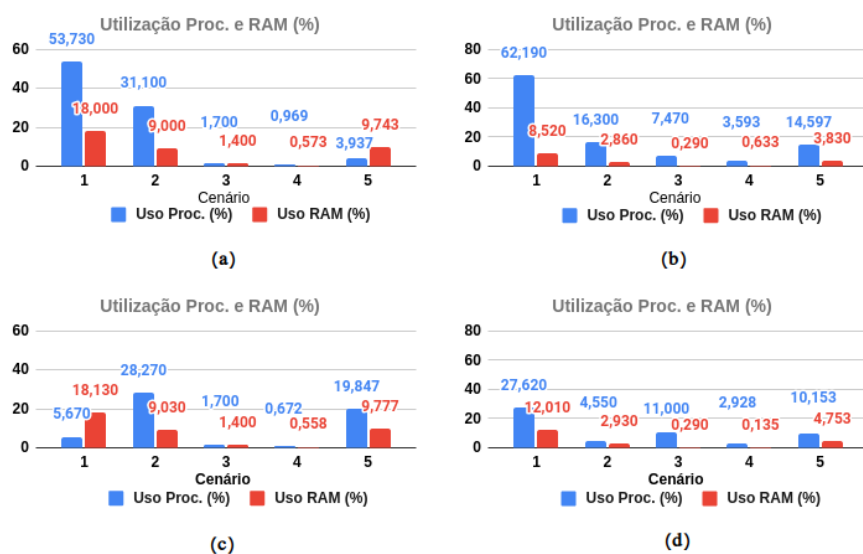 Utilização Proc. e RAM (%)
60
40
20
0
53,730
18,000
31,100
9,000
1,700
1,400
0,969
0,573
3,937
9,743
1 2 3 4 5
Cenário
Uso Proc. (%) Uso RAM (%)
(a)
Utilização Proc. e RAM (%)
80
60
40
20
0
62,190
8,520
16,300
2,860
7,470
0,290
3,593
0,633
14,597
3,830
1 2 3 4 5
Cenário
Uso Proc. (%) Uso RAM (%)
(b)
Utilização Proc. e RAM (%)
60
40
20
0
5,670
18,130
28,270
9,030
1,700
1,400
0,672
0,558
19,847
9,777
1 2 3 4 5
Cenário
Uso Proc. (%) Uso RAM (%)
(c)
Utilização Proc. e RAM (%)
80
60
40
20
0
27,620
12,010
4,550
2,930
11,000
0,290
2,928
0,135
10,153
4,753
1 2 3 4 5
Cenário
Uso Proc. (%) Uso RAM (%)
(d)